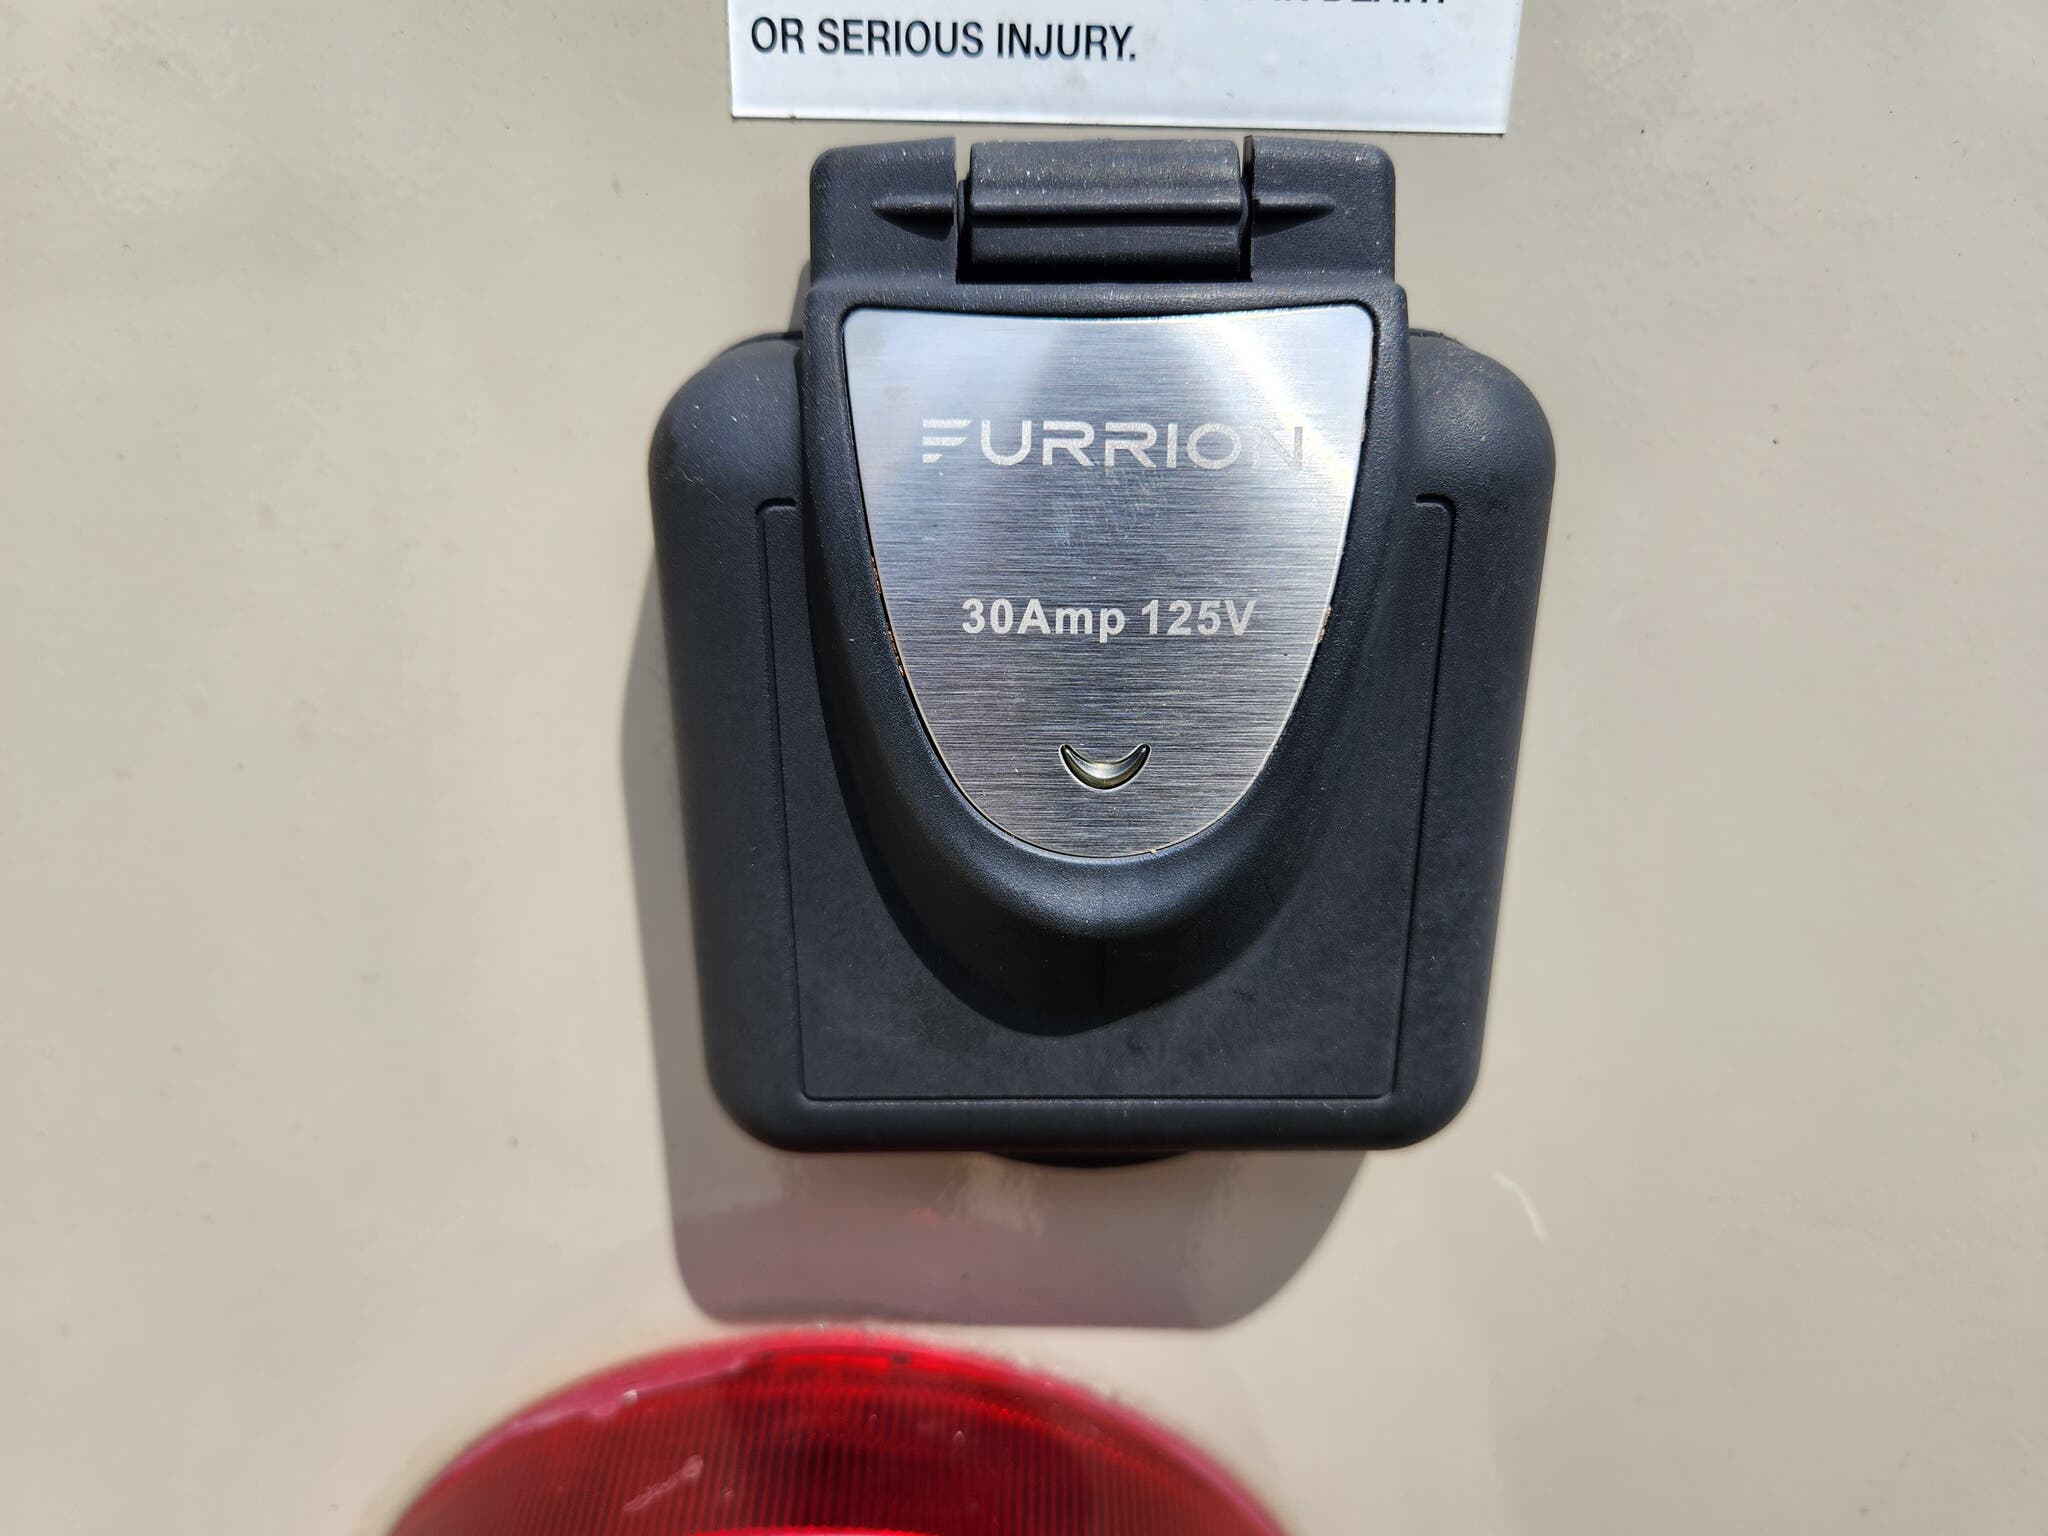 OR SERIOUS INJURY.
FURRION
30Amp 125V